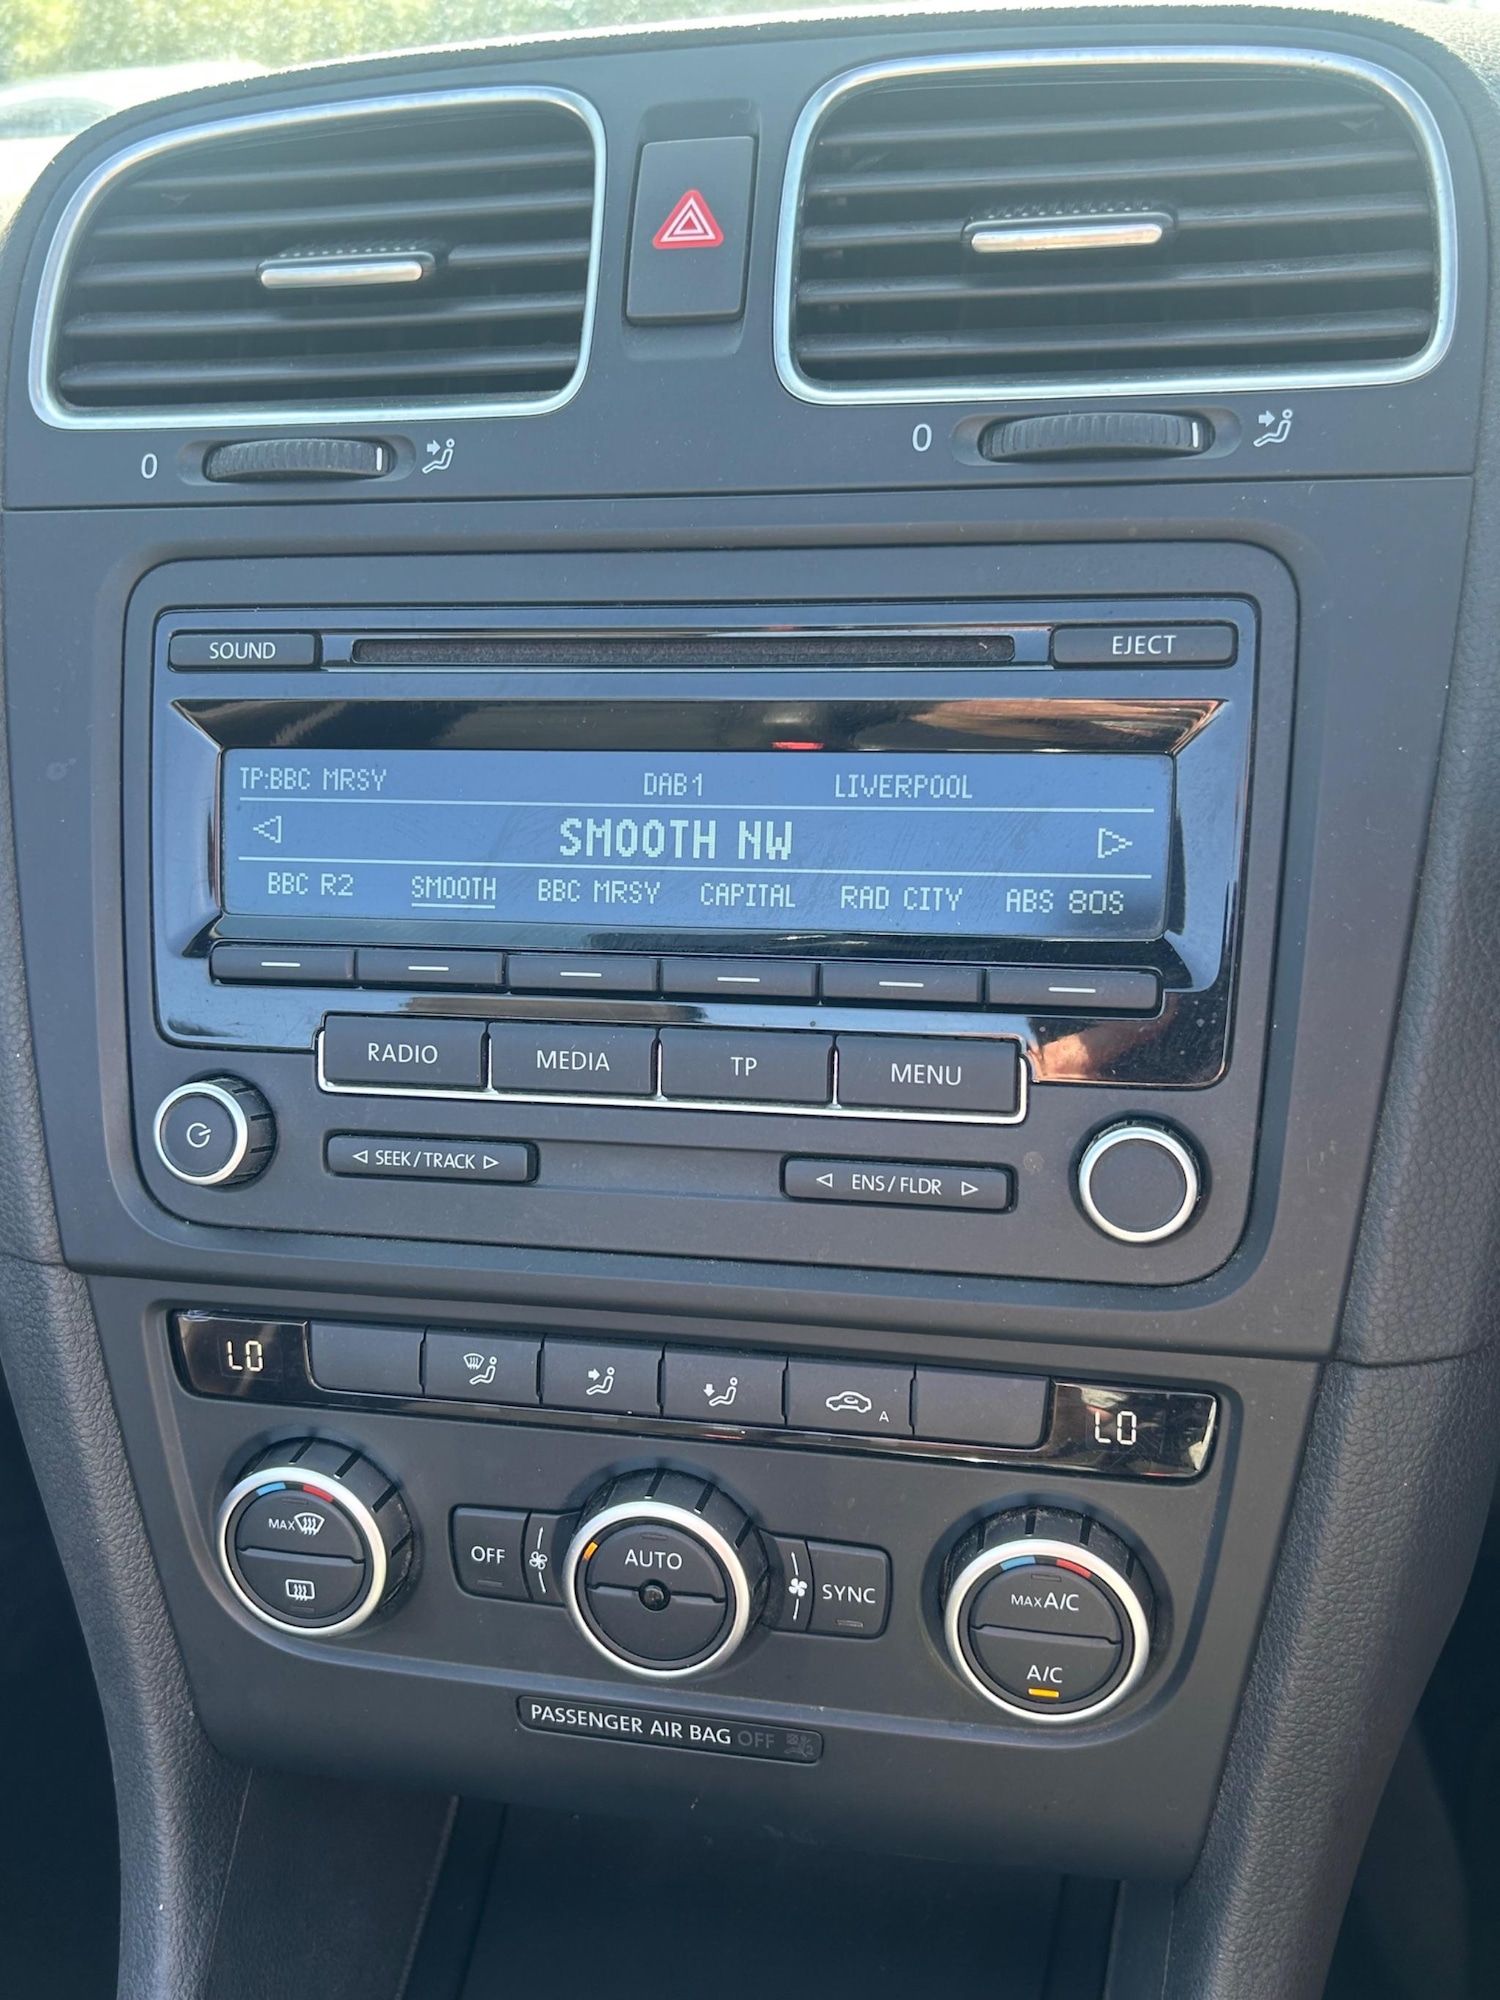 0
0
SOUND
EJECT
TP:BBC MRSY DAB1 LIVERPOOL
SMOOTH NW
BBC R2 SMOOTH BBC MRSY CAPITAL RAD CITY ABS 80S
RADIO MEDIA TP MENU
SEEK/TRACK
ENS/FLDR
LO
A
LO
MAX
OFF
AUTO
SYNC
MAX A/C
A/C
PASSENGER AIR BAG OFF